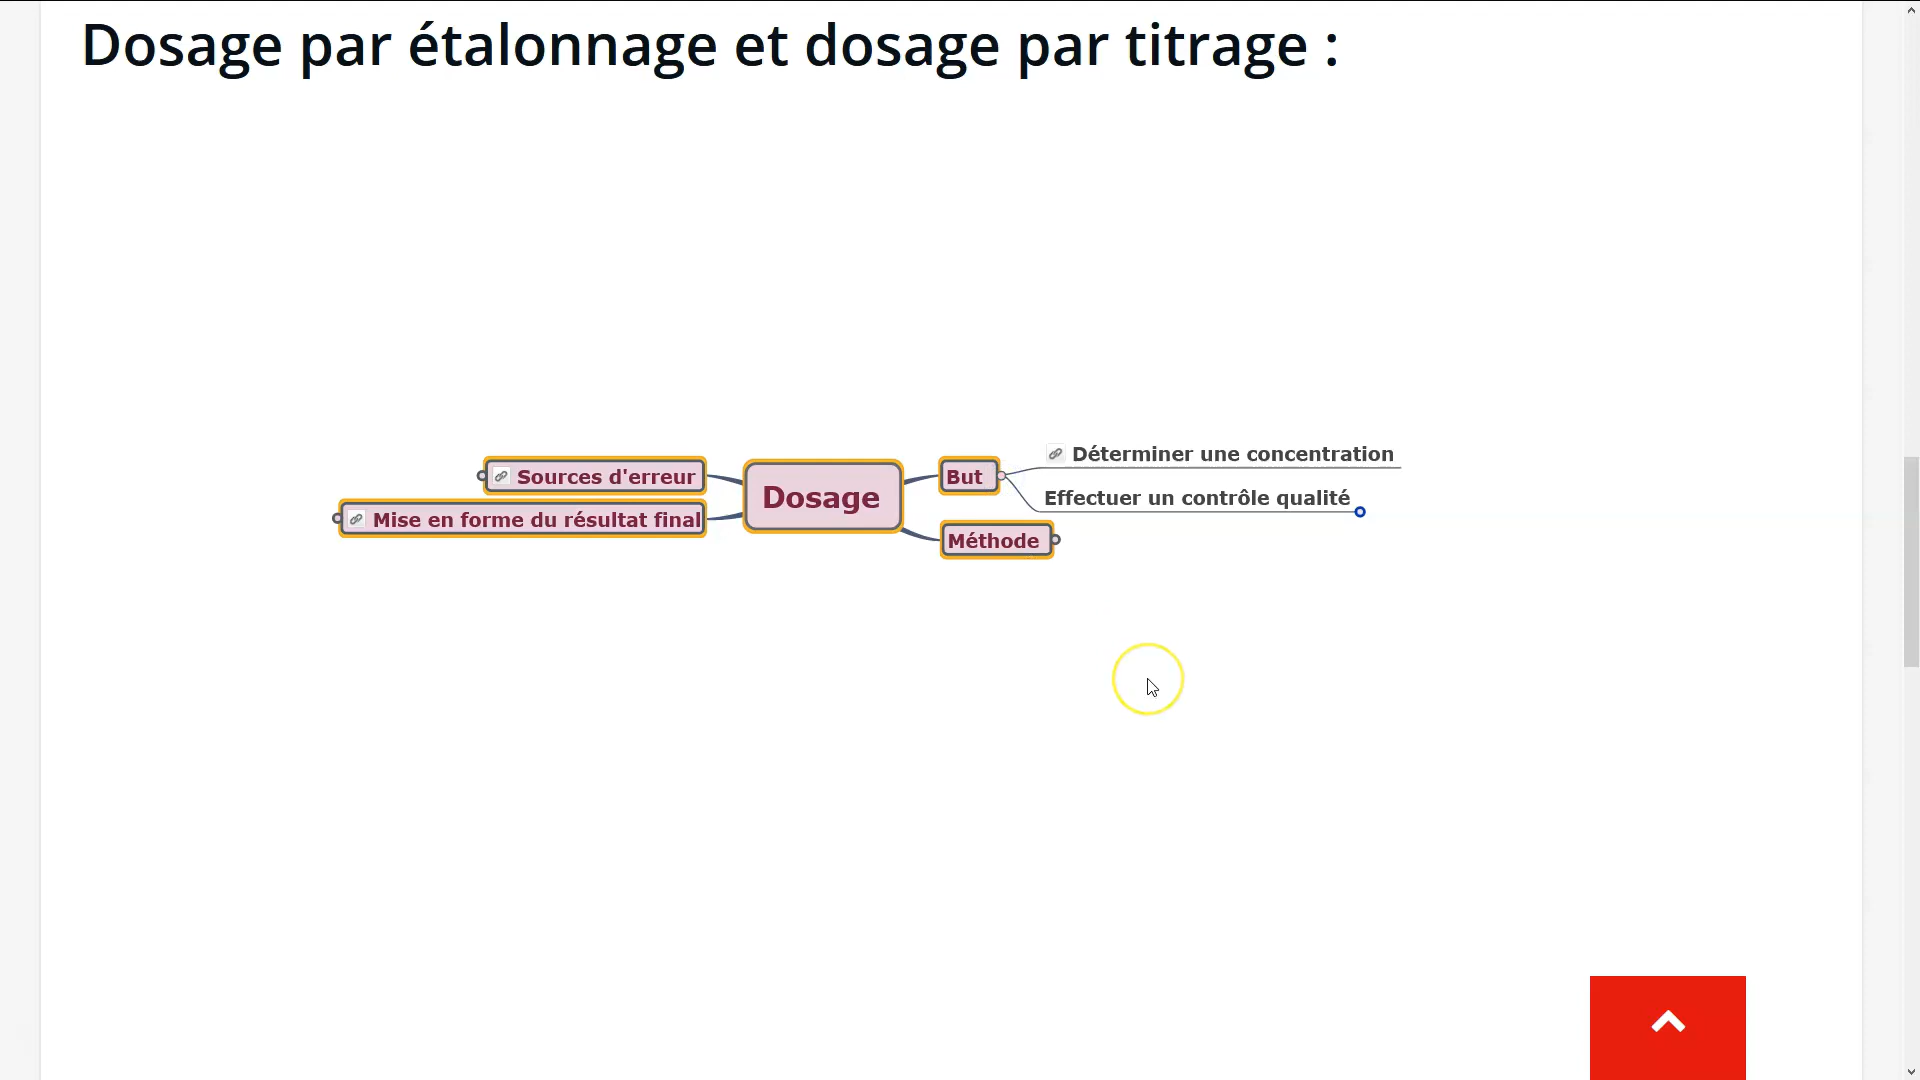 Dosage par étalonnage et dosage par titrage :
Déterminer une concentration
Sources d'erreur
Dosage
But
Effectuer un contrôle qualité
Mise en forme du résultat final
Méthode